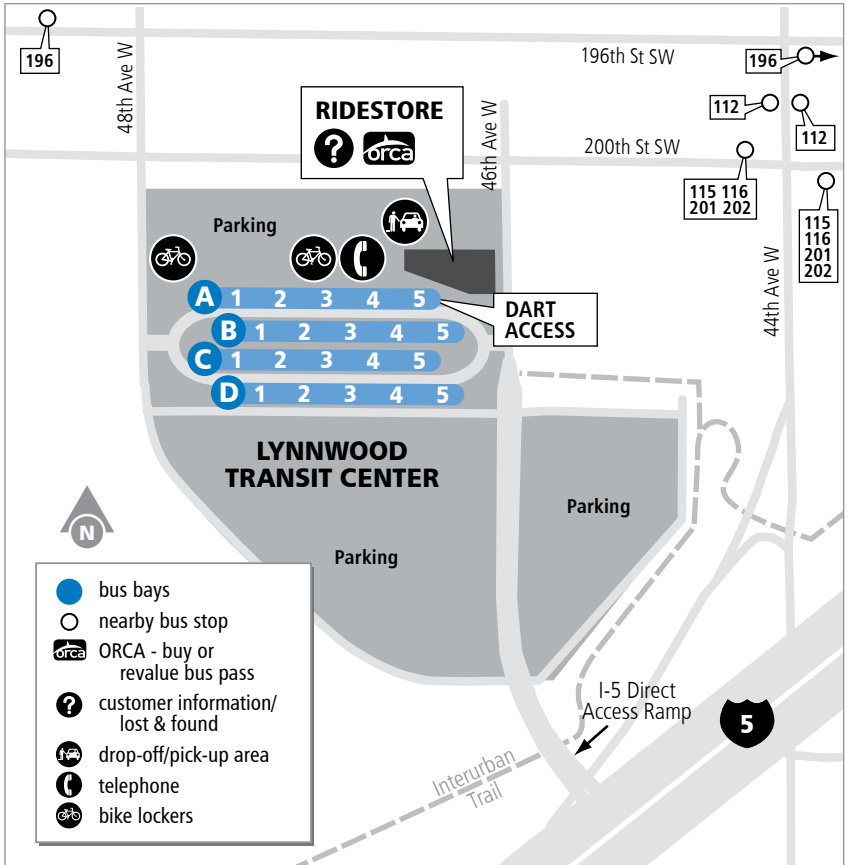 196
48th Ave W
196th St SW
196
112
112
RIDESTORE
?
orca
46th Ave W
200th St SW
115 116
201 202
115
116
201
202
44th Ave W
Parking
A 1 2 3 4 5
B 1 2 3 4 5
C 1 2 3 4 5
D 1 2 3 4 5
DART
ACCESS
LYNNWOOD
TRANSIT CENTER
Parking
Parking
N
I-5 Direct
Access Ramp
5
Interurban
Trail
bus bays
nearby bus stop
orca
ORCA - buy or
revalue bus pass
?
customer information/
lost & found
drop-off/pick-up area
telephone
bike lockers